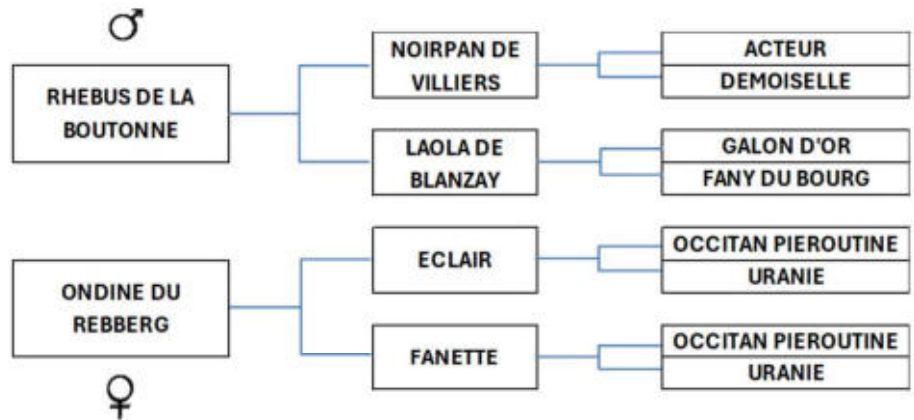 RHEBUS DE LA
BOUTONNE
NOIRPAN DE
VILLIERS
ACTEUR
DEMOISELLE
LAOLA DE
BLANZAY
GALON D'OR
FANY DU BOURG
ONDINE DU
REBBERG
ECLAIR
OCCITAN PIEROUTINE
URANIE
FANETTE
OCCITAN PIEROUTINE
URANIE